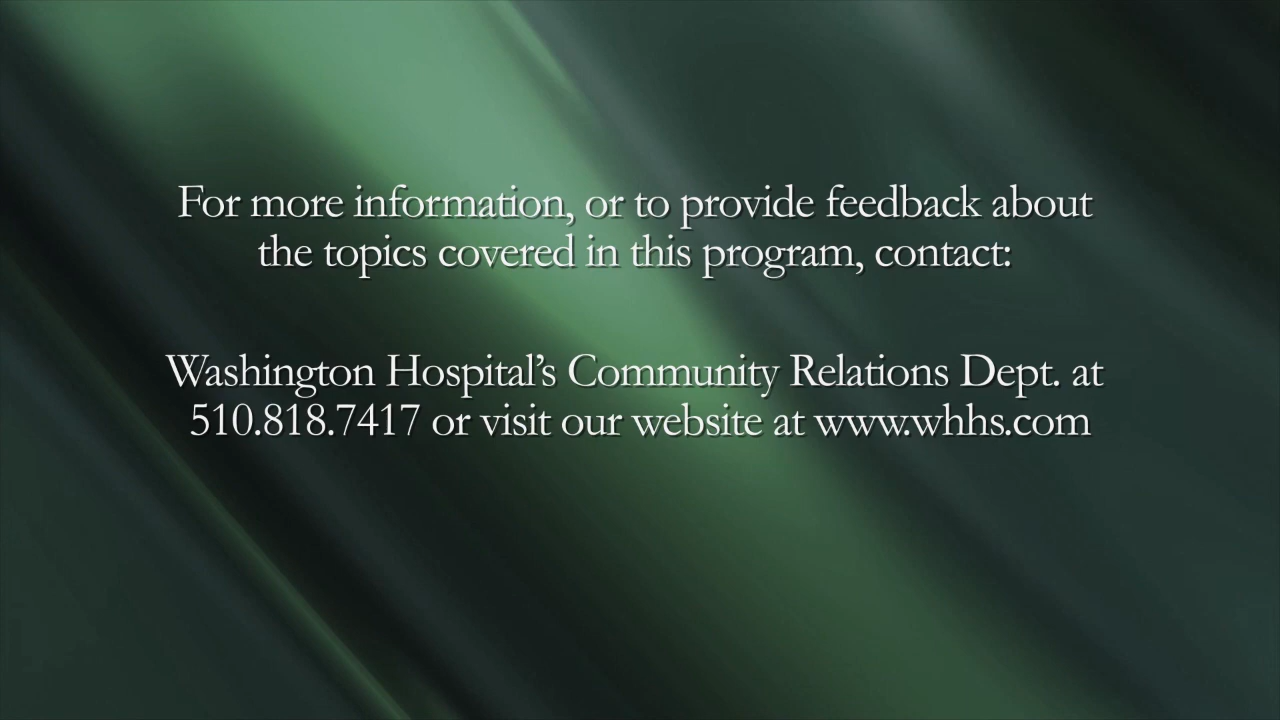 For more information, or to provide feedback about
the topics covered in this program, contact:
Washington Hospital’s Community Relations Dept. at
510.818.7417 or visit our website at www.whhs.com